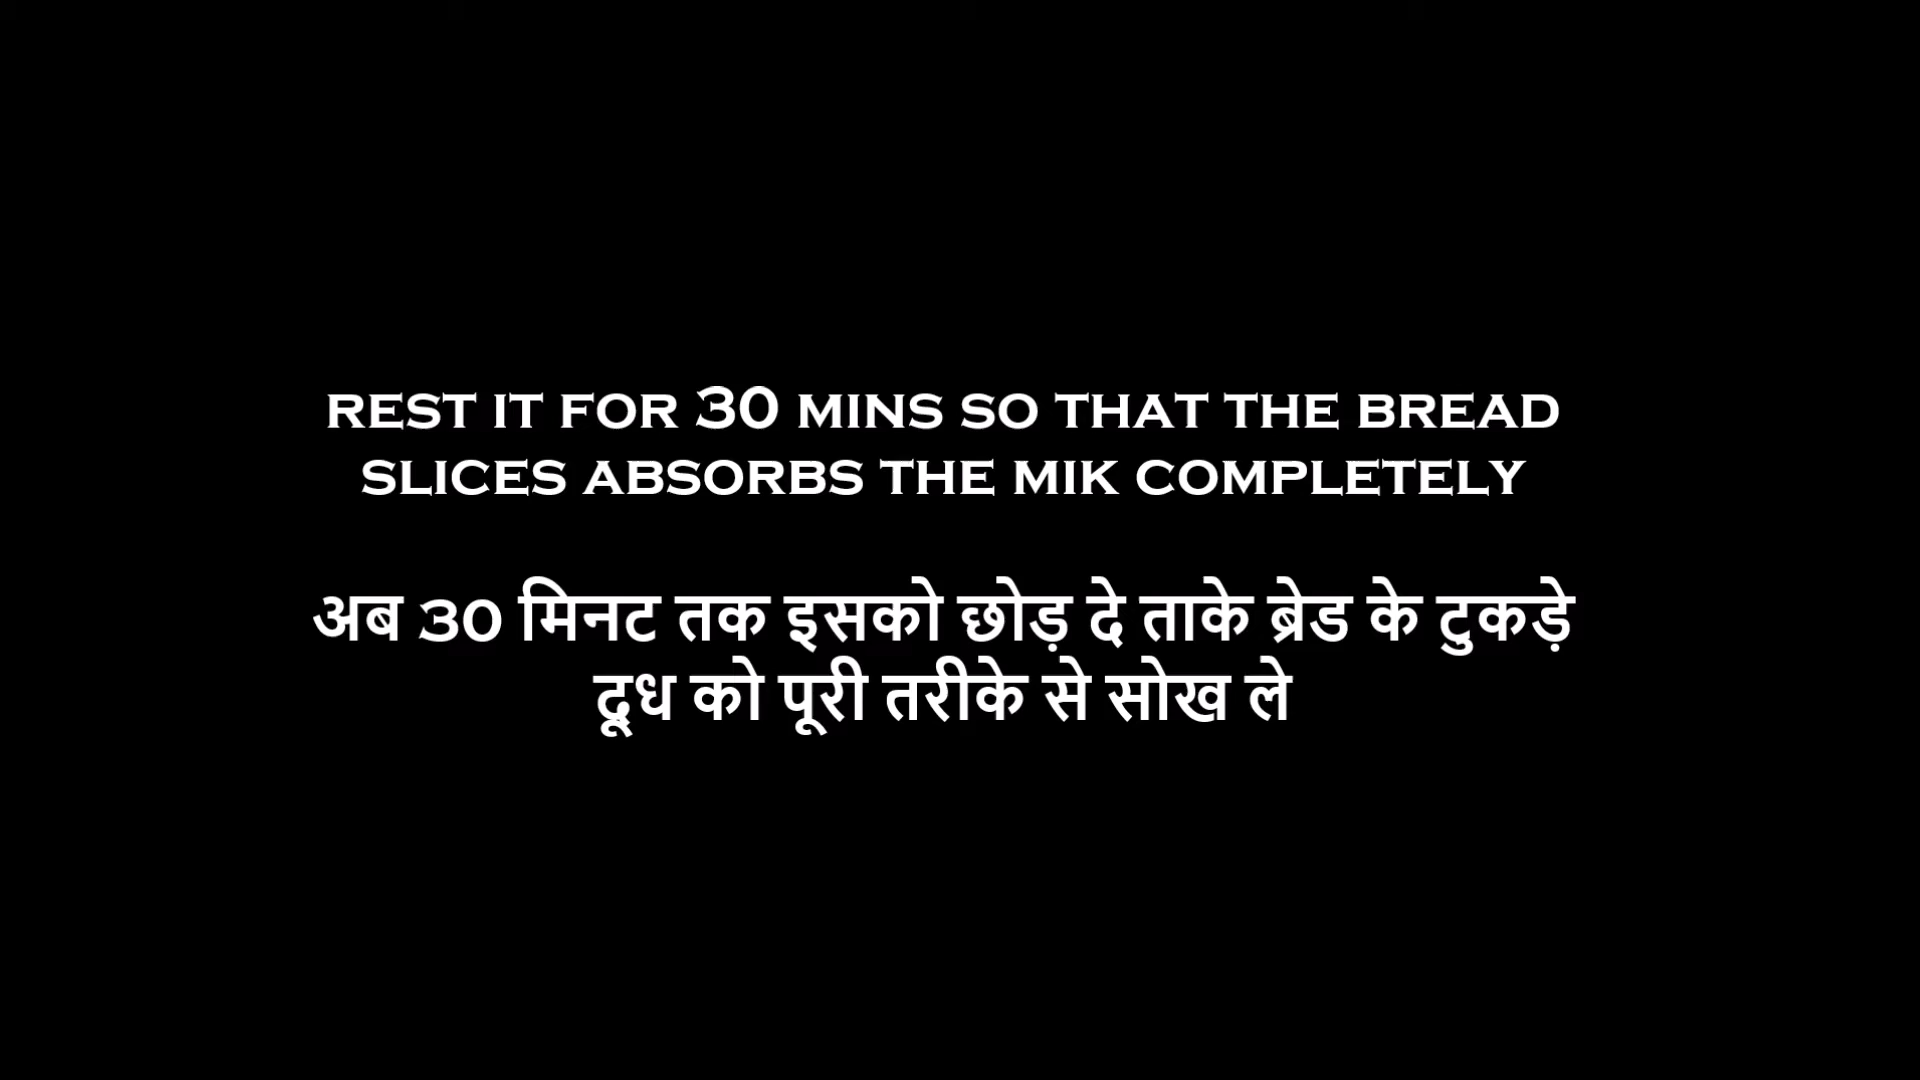 REST IT FOR 30 MINS SO THAT THE BREAD
SLICES ABSORBS THE MIK COMPLETELY
अब 30 मिनट तक इसको छोड़ दे ताके ब्रेड के टुकड़े
दूध को पूरी तरीके से सोख ले